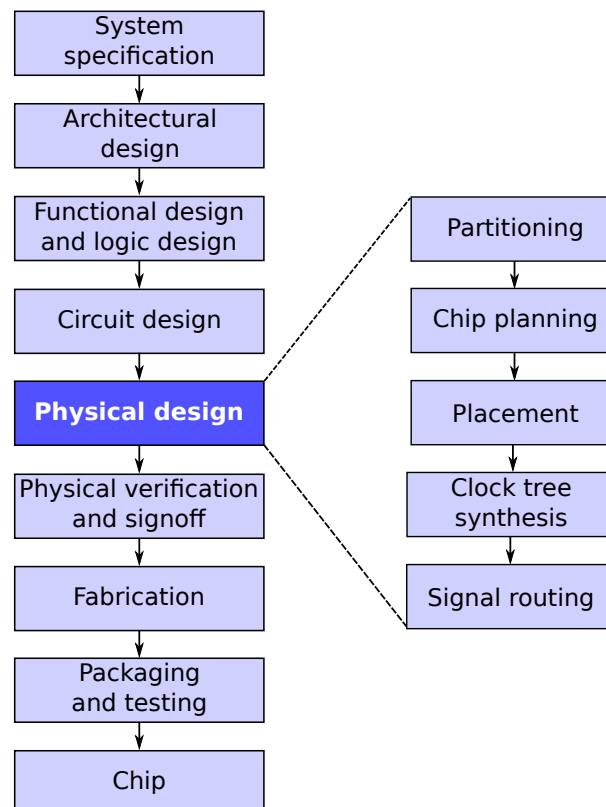 System
specification
Architectural
design
Functional design
and logic design
Circuit design
Physical design
Physical verification
and signoff
Fabrication
Packaging
and testing
Chip
Partitioning
Chip planning
Placement
Clock tree
synthesis
Signal routing